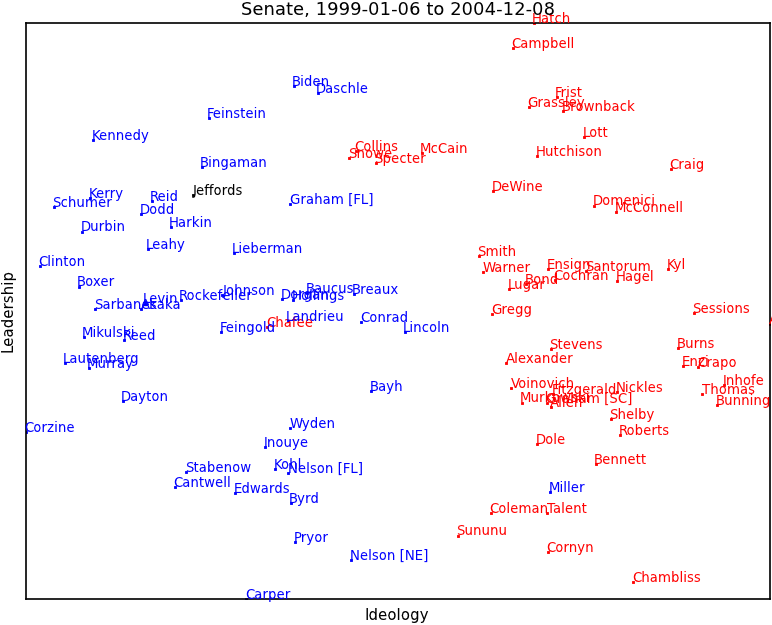 Senate, 1999-01-06 to 2004-12-08
Hatch
Campbell
Biden
Daschle
Frist
Grassley
Brownback
Feinstein
Lott
Kennedy
Collins
McCain
Snowe
Specter
Hutchison
Bingaman
Craig
Jeffords
DeWine
Kerry
Reid
Schumer
Dodd
Graham [FL]
Domenici
McConnell
Durbin
Harkin
Leahy
Lieberman
Smith
Clinton
Warner
Ensign
Santorum
Kyl
Boxer
Cochran
Hagel
Bond
Lugar
Johnson
Baucus
Breaux
Levin
Rockefeller
Dorgan
Hollings
Sarbanes
Akaka
Gregg
Sessions
Landrieu
Conrad
Chafee
Feingold
Lincoln
Mikulski
Reed
Stevens
Burns
Lautenberg
Murray
Alexander
Enzi
Crapo
Bayh
Voinovich
Fitzgerald
Nickles
Inhofe
Thomas
Dayton
Murkowski
Graham [SC]
Allen
Bunning
Shelby
Corzine
Wyden
Roberts
Inouye
Dole
Stabenow
Kohl
Nelson [FL]
Bennett
Cantwell
Edwards
Miller
Byrd
Coleman
Talent
Sununu
Pryor
Cornyn
Nelson [NE]
Chambliss
Carper
Leadership
Ideology